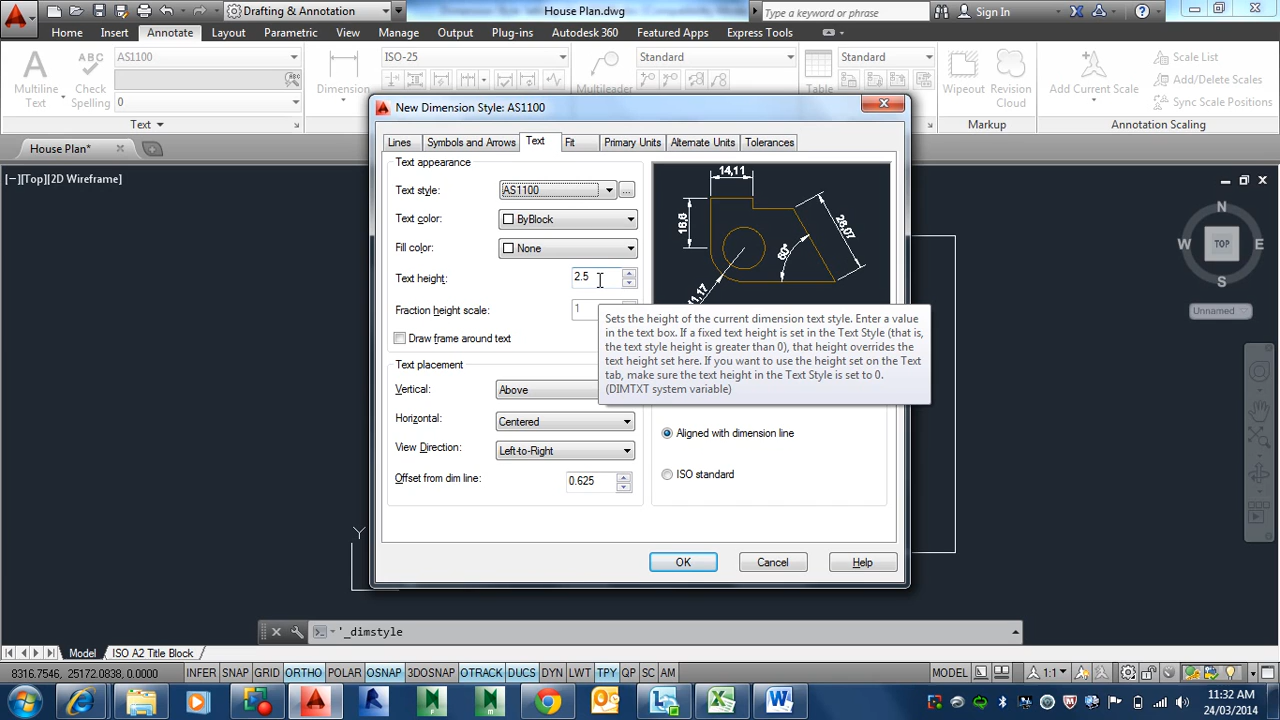 Drafting & Annotation
House Plan.dwg
Type a keyword or phrase
Sign In
Home Insert Annotate Layout Parametric View Manage Output Plug-ins Autodesk 360 Featured Apps Express Tools
AS1100
ISO-25
Standard
Standard
Scale List
Multiline Text
ABC
Check Spelling
0
Dimension
Multileader
Table
Wipeout
Revision Cloud
Add Current Scale
Add/Delete Scales
Sync Scale Positions
Text
Markup
Annotation Scaling
House Plan*
[−][Top][2D Wireframe]
New Dimension Style: AS1100
Lines Symbols and Arrows Text Fit Primary Units Alternate Units Tolerances
Text appearance
Text style: AS1100 ...
Text color: ByBlock
Fill color: None
Text height: 2.5
Fraction height scale: 1
Draw frame around text
14,11
16,6
28,07
60°
11,17
Sets the height of the current dimension text style. Enter a value
in the text box. If a fixed text height is set in the Text Style (that is,
the text style height is greater than 0), that height overrides the
text height set here. If you want to use the height set on the Text
tab, make sure the text height in the Text Style is set to 0.
(DIMTXT system variable)
Text placement
Vertical: Above
Horizontal: Centered
View Direction: Left-to-Right
Offset from dim line: 0.625
Aligned with dimension line
ISO standard
OK Cancel Help
N
W TOP E
S
Unnamed
Y
'_dimstyle
Model ISO A2 Title Block
8316.7546, 25172.0838, 0.0000 INFER SNAP GRID ORTHO POLAR OSNAP 3DOSNAP OTRACK DUCS DYN LWT TPY QP SC AM MODEL 1:1
11:32 AM
24/03/2014